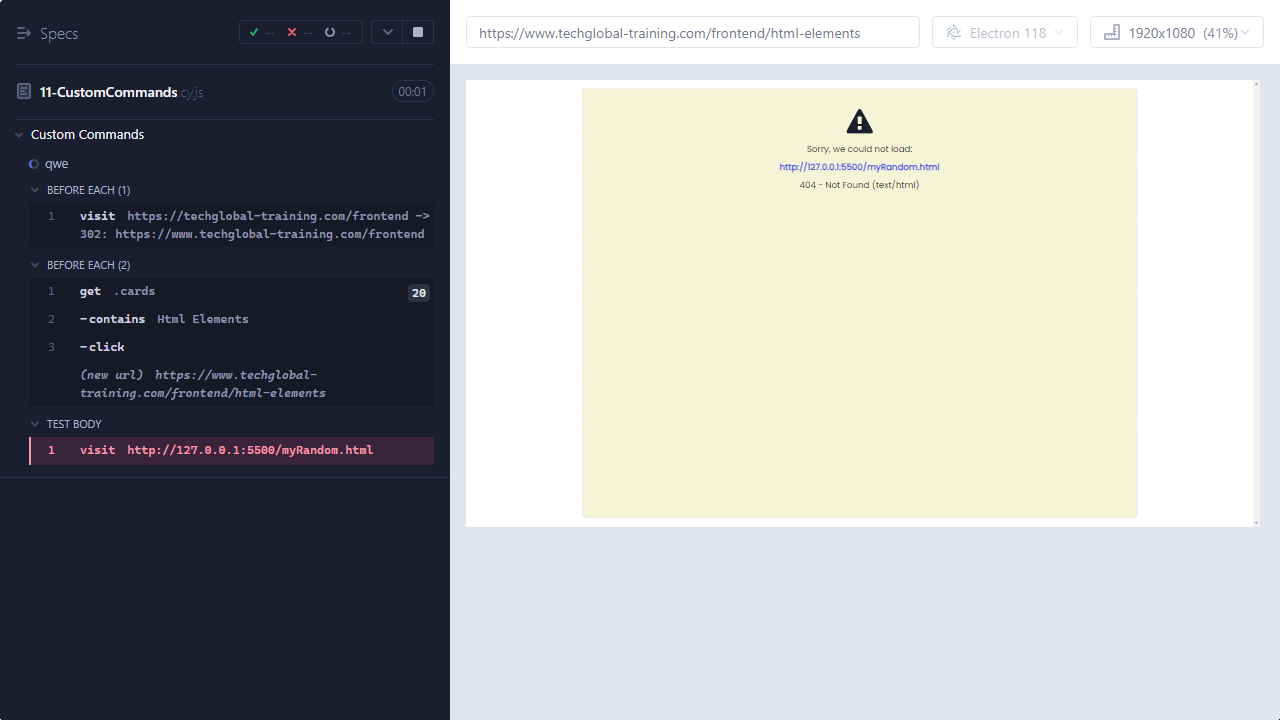 Specs
-- -- --
11-CustomCommands.cy.js
00:01
Custom Commands
qwe
BEFORE EACH (1)
1 visit https://techglobal-training.com/frontend ->
302: https://www.techglobal-training.com/frontend
BEFORE EACH (2)
1 get .cards 20
2 -contains Html Elements
3 -click
(new url) https://www.techglobal-
training.com/frontend/html-elements
TEST BODY
1 visit http://127.0.0.1:5500/myRandom.html
https://www.techglobal-training.com/frontend/html-elements
Electron 118
1920x1080 (41%)
Sorry, we could not load:
http://127.0.0.1:5500/myRandom.html
404 - Not Found (text/html)